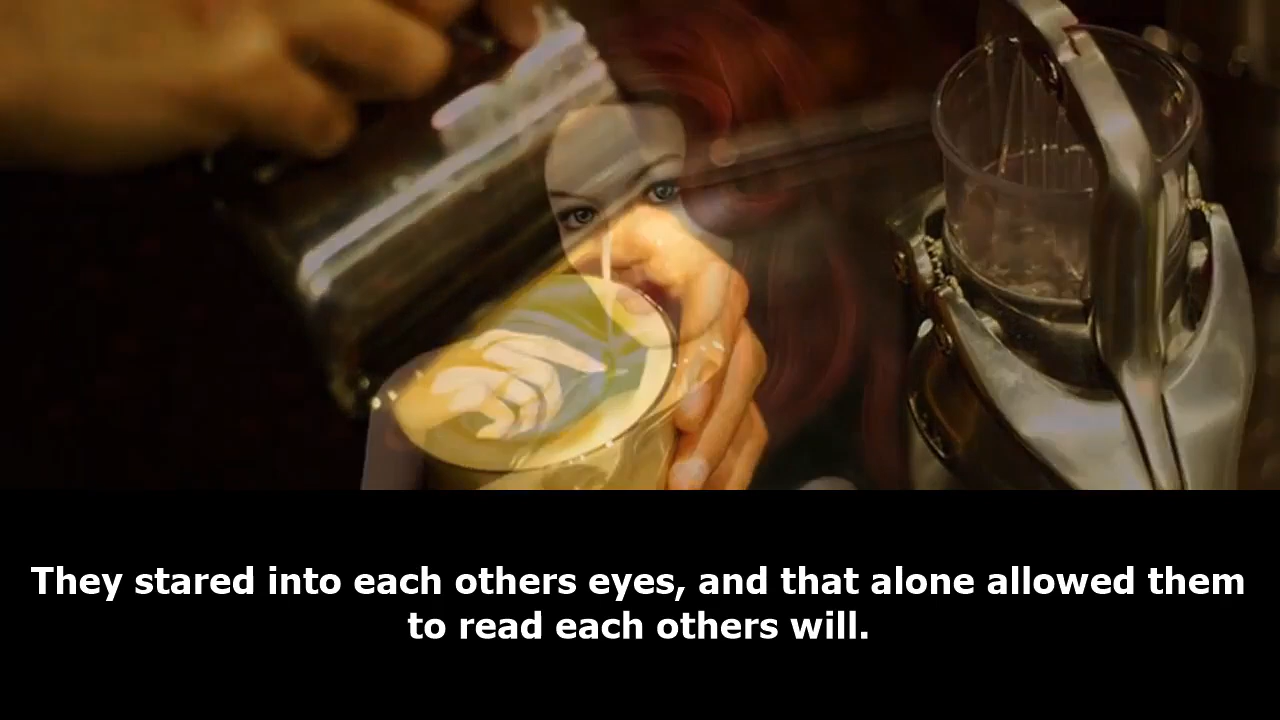 They stared into each others eyes, and that alone allowed them
to read each others will.